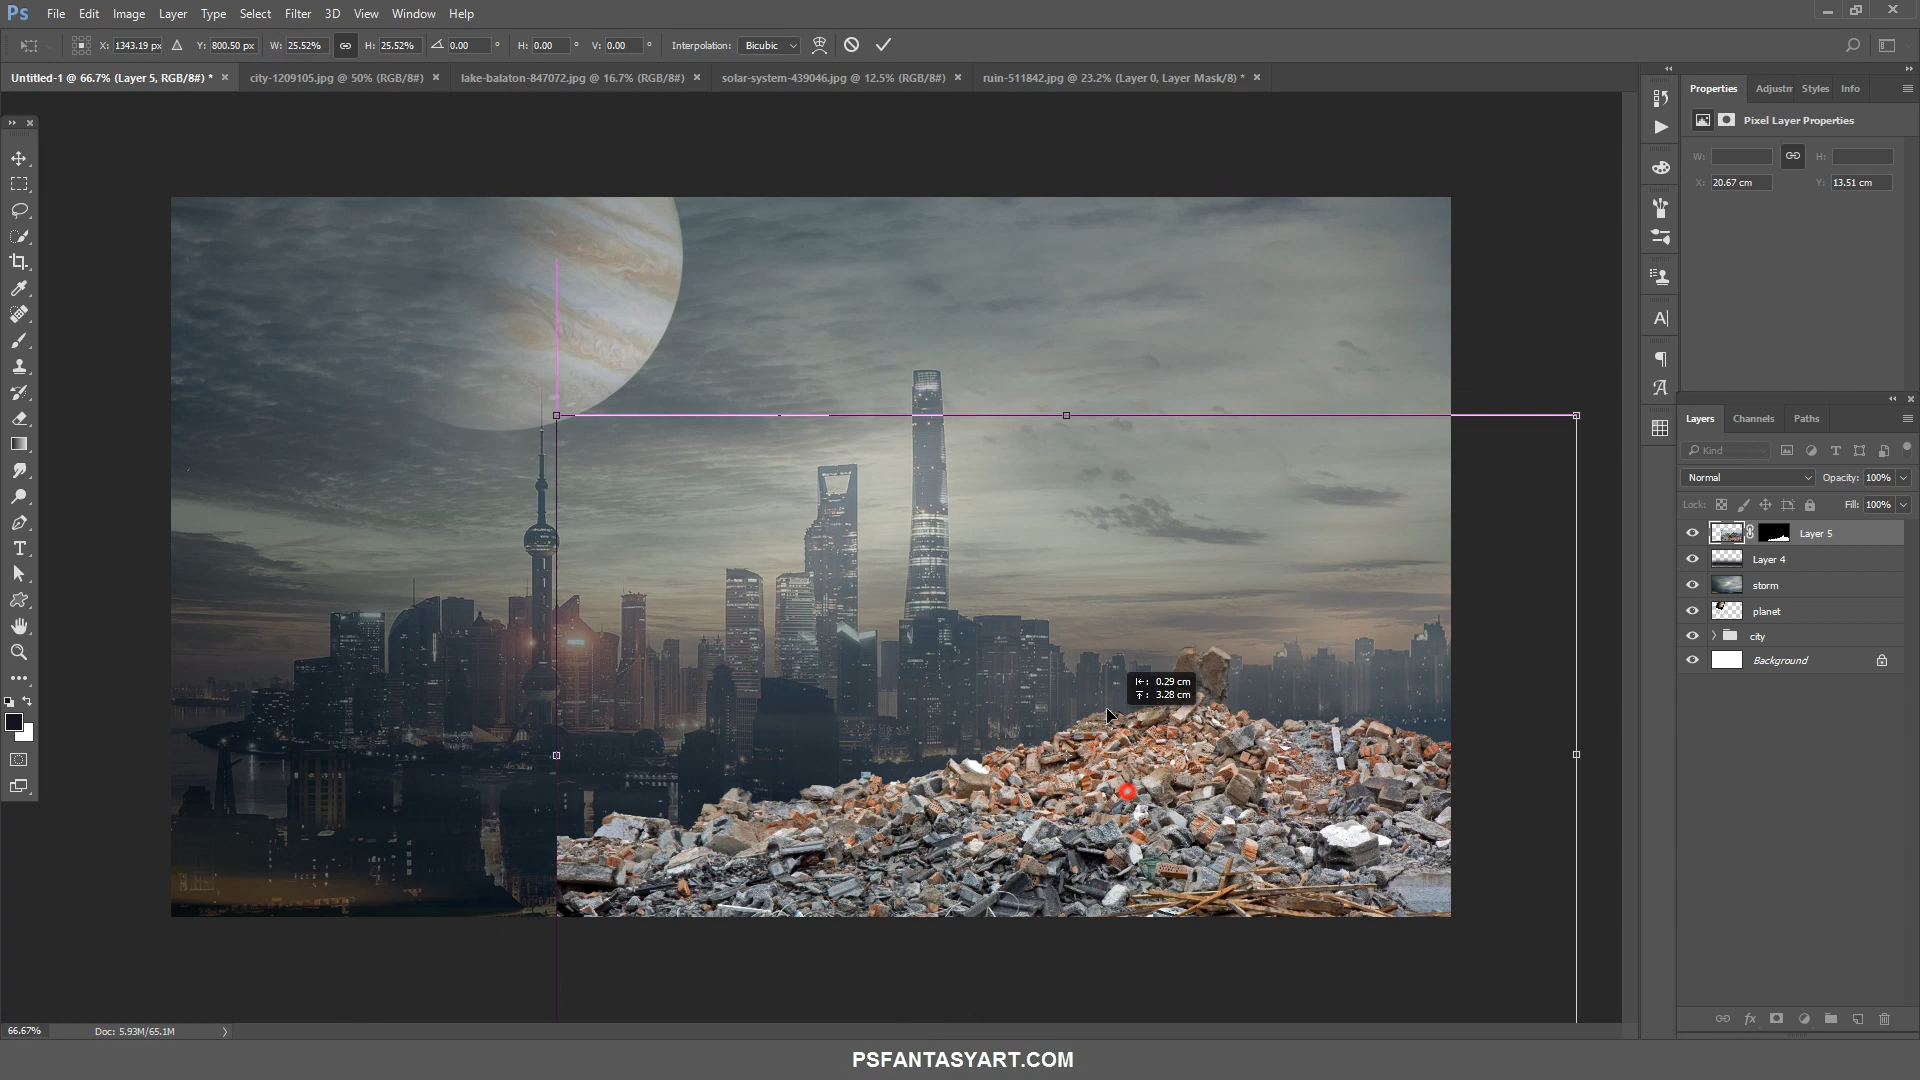 Ps File Edit Image Layer Type Select Filter 3D View Window Help
X: 1343.19 px Y: 800.50 px W: 25.52% H: 25.52% 0.00 ° H: 0.00 ° V: 0.00 ° Interpolation: Bicubic
Untitled-1 @ 66.7% (Layer 5, RGB/8#) * × city-1209105.jpg @ 50% (RGB/8#) × lake-balaton-847072.jpg @ 16.7% (RGB/8#) × solar-system-439046.jpg @ 12.5% (RGB/8#) × ruin-511842.jpg @ 23.2% (Layer 0, Layer Mask/8) * ×
Properties Adjustm Styles Info
Pixel Layer Properties
W: H:
X: 20.67 cm Y: 13.51 cm
Layers Channels Paths
Kind
Normal Opacity: 100%
Lock: Fill: 100%
Layer 5
Layer 4
storm
planet
city
Background
0.29 cm
3.28 cm
66.67% Doc: 5.93M/65.1M
PSFANTASYART.COM